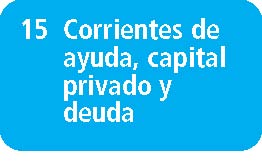 15 Corrientes de
ayuda, capital
privado y
deuda